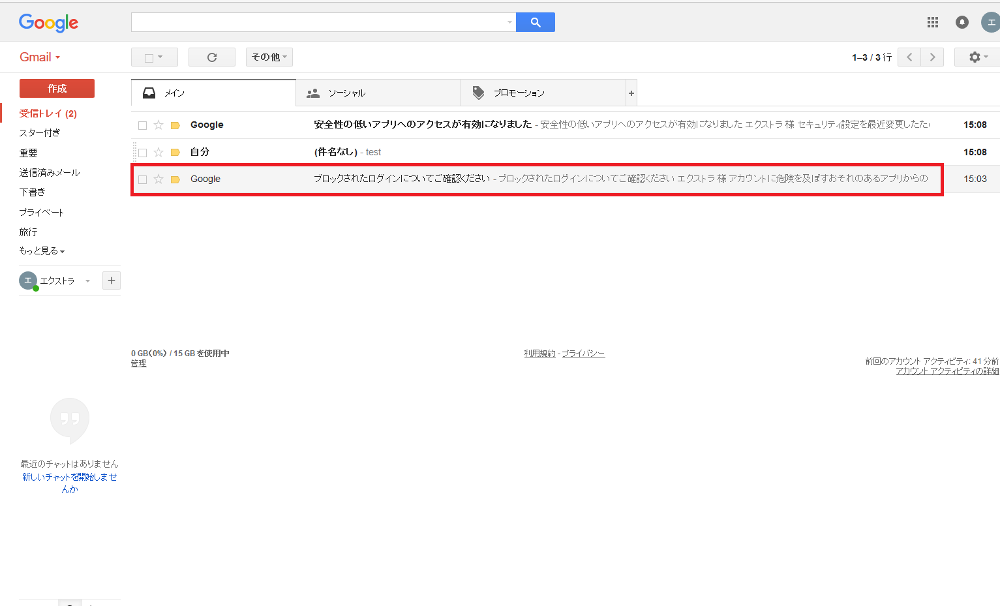 Google
エ
Gmail
その他
1–3 / 3 行
作成
メイン
ソーシャル
プロモーション
+
受信トレイ (2)
スター付き
重要
送信済みメール
下書き
プライベート
旅行
もっと見る
エ エクストラ +
Google 安全性の低いアプリへのアクセスが有効になりました - 安全性の低いアプリへのアクセスが有効になりました エクストラ 様 セキュリティ設定を最近変更したた 15:08
自分 (件名なし) - test 15:08
Google ブロックされたログインについてご確認ください - ブロックされたログインについてご確認ください エクストラ 様 アカウントに危険を及ぼすおそれのあるアプリからの 15:03
0 GB(0%) / 15 GB を使用中
管理
利用規約 - プライバシー
前回のアカウント アクティビティ: 41 分前
アカウント アクティビティの詳細
最近のチャットはありません
新しいチャットを開始しませ
んか